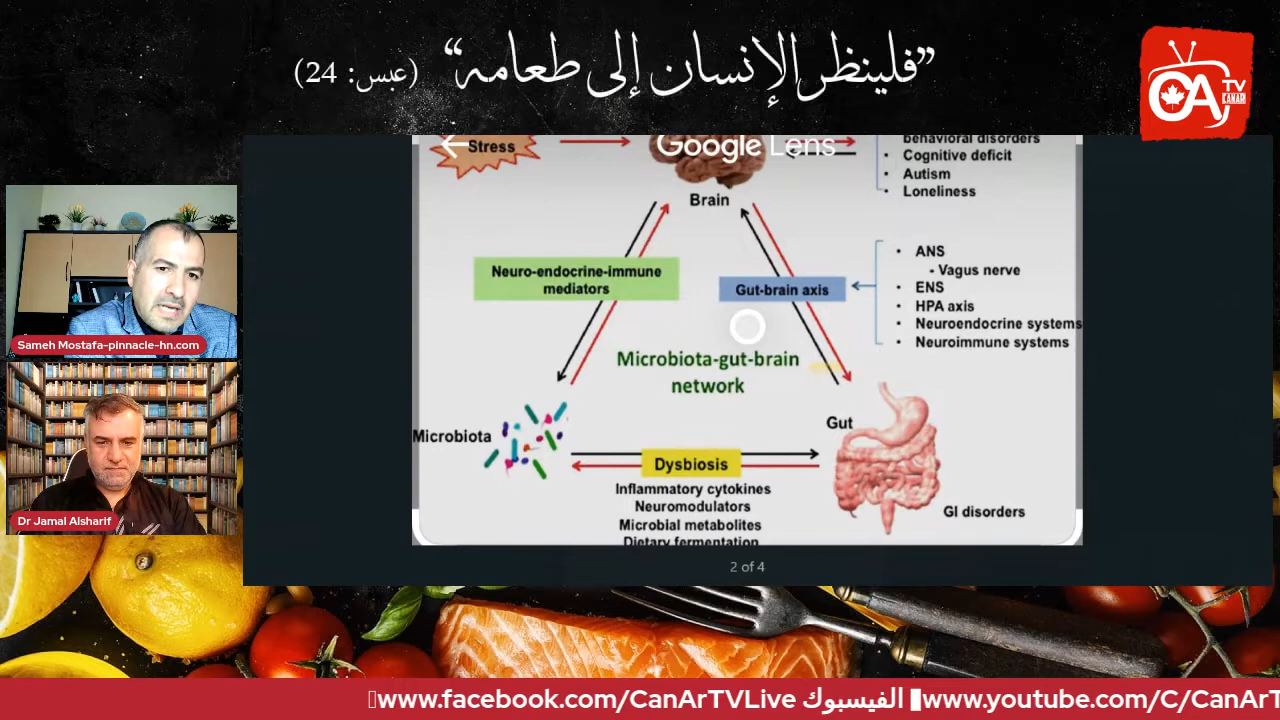 “فلينظر الإنسان إلى طعامه” (عبس: 24)
CA TV
CANAR
Google Lens
Stress
behavioral disorders
• Cognitive deficit
• Autism
• Loneliness
Brain
Neuro-endocrine-immune
mediators
Gut-brain axis
• ANS
- Vagus nerve
• ENS
• HPA axis
• Neuroendocrine systems
• Neuroimmune systems
Microbiota-gut-brain
network
Microbiota
Gut
Dysbiosis
Inflammatory cytokines
Neuromodulators
Microbial metabolites
Dietary fermentation
GI disorders
2 of 4
Sameh Mostafa-pinnacle-hn.com
Dr Jamal Alsharif
www.facebook.com/CanArTVLive الفيسبوك www.youtube.com/C/CanArT